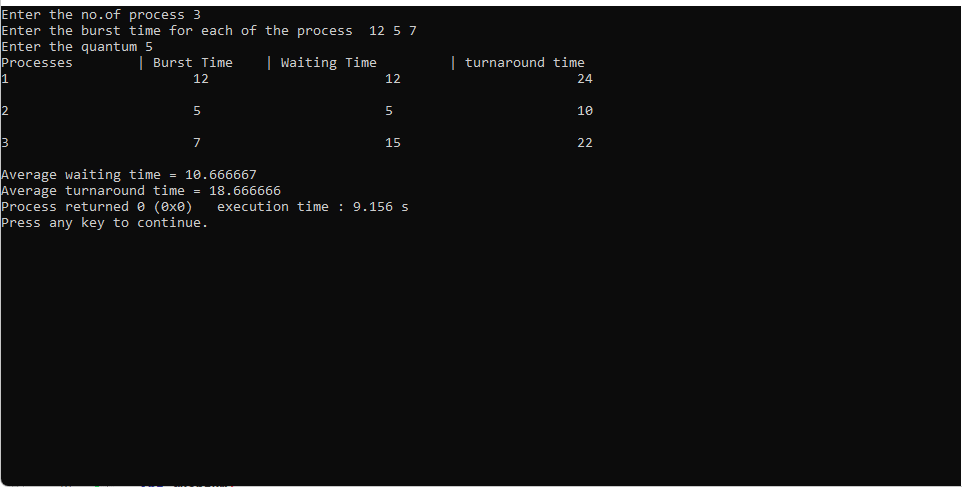 Enter the no.of process 3
Enter the burst time for each of the process  12 5 7
Enter the quantum 5
Processes        | Burst Time    | Waiting Time         | turnaround time
1                       12                      12                      24
2                       5                       5                       10
3                       7                       15                      22
Average waiting time = 10.666667
Average turnaround time = 18.666666
Process returned 0 (0x0)   execution time : 9.156 s
Press any key to continue.